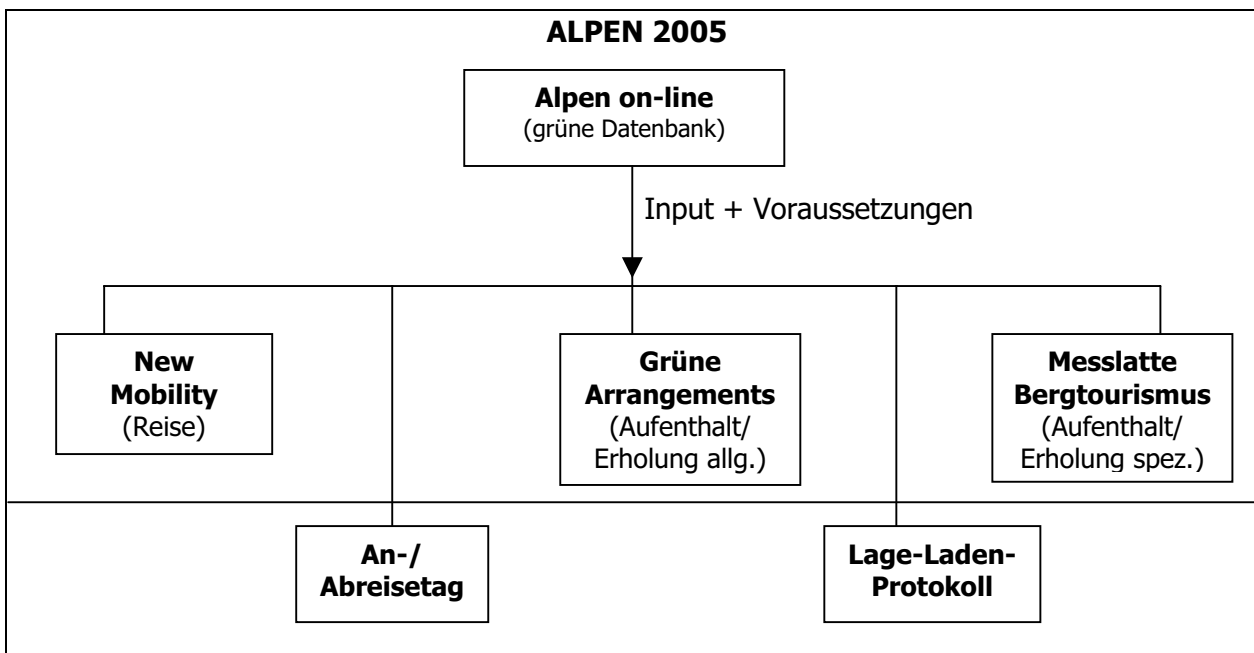 ALPEN 2005
Alpen on-line
(grüne Datenbank)
Input + Voraussetzungen
New
Mobility
(Reise)
Grüne
Arrangements
(Aufenthalt/
Erholung allg.)
Messlatte
Bergtourismus
(Aufenthalt/
Erholung spez.)
An-/
Abreisetag
Lage-Laden-
Protokoll